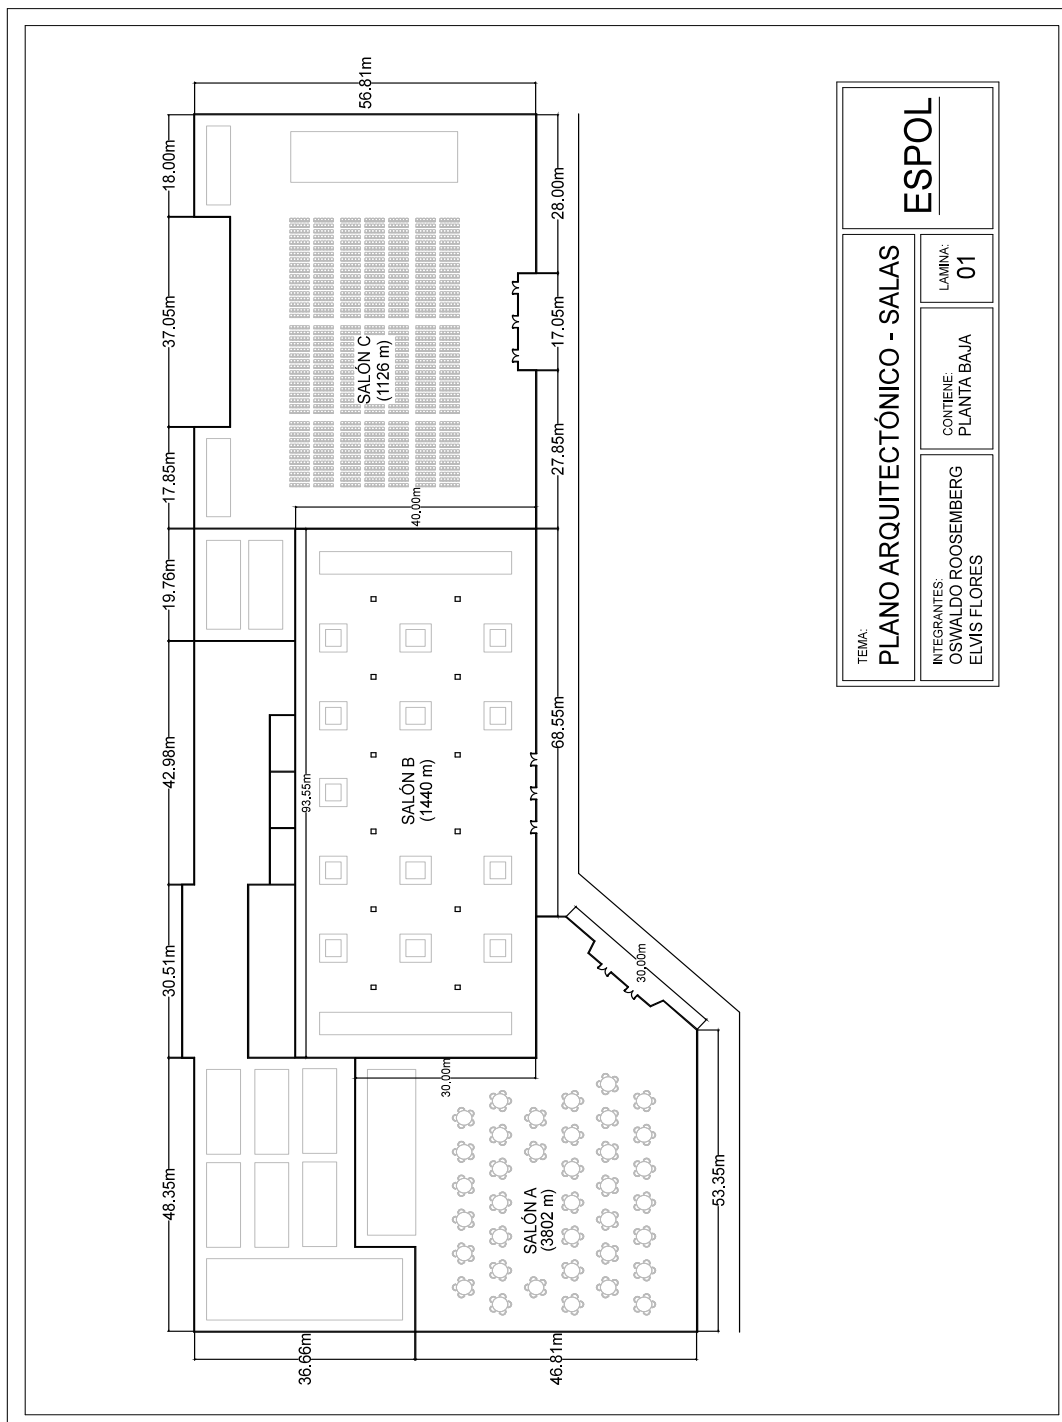 56.81m
18.00m
37.05m
17.85m
19.76m
42.98m
30.51m
48.35m
28.00m
17.05m
27.85m
68.55m
40.00m
93.55m
30.00m
30.00m
53.35m
36.66m
46.81m
SALÓN C
(1126 m)
SALÓN B
(1440 m)
SALÓN A
(3802 m)
TEMA:
PLANO ARQUITECTÓNICO - SALAS
ESPOL
INTEGRANTES:
OSWALDO ROOSEMBERG
ELVIS FLORES
CONTIENE:
PLANTA BAJA
LAMINA:
01